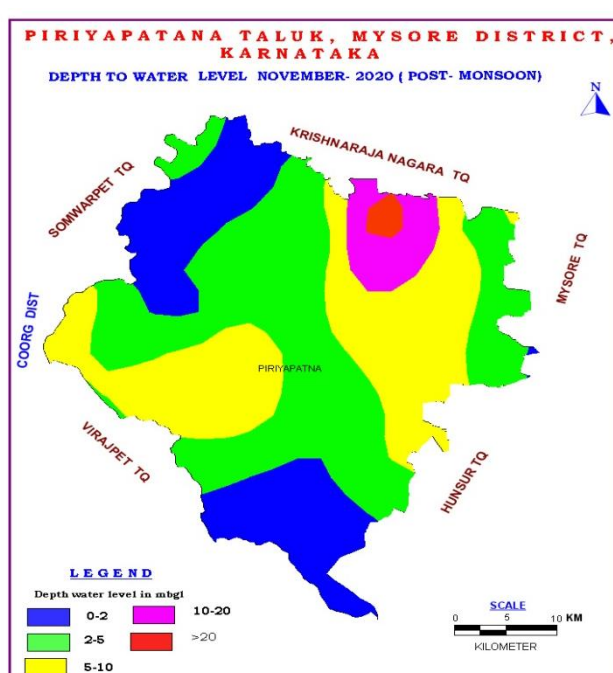 PIRIYAPATANA TALUK, MYSORE DISTRICT,
KARNATAKA
DEPTH TO WATER LEVEL NOVEMBER- 2020 ( POST- MONSOON)
N
KRISHNARAJA NAGARA TQ
SOMWARPET TQ
MYSORE TQ
COORG DIST
PIRIYAPATNA
VIRAJPET TQ
HUNSUR TQ
LEGEND
Depth water level in mbgl
0-2
10-20
2-5
>20
5-10
SCALE
0 5 10 KM
KILOMETER